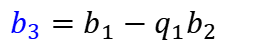 b₃ = b₁ − q₁b₂